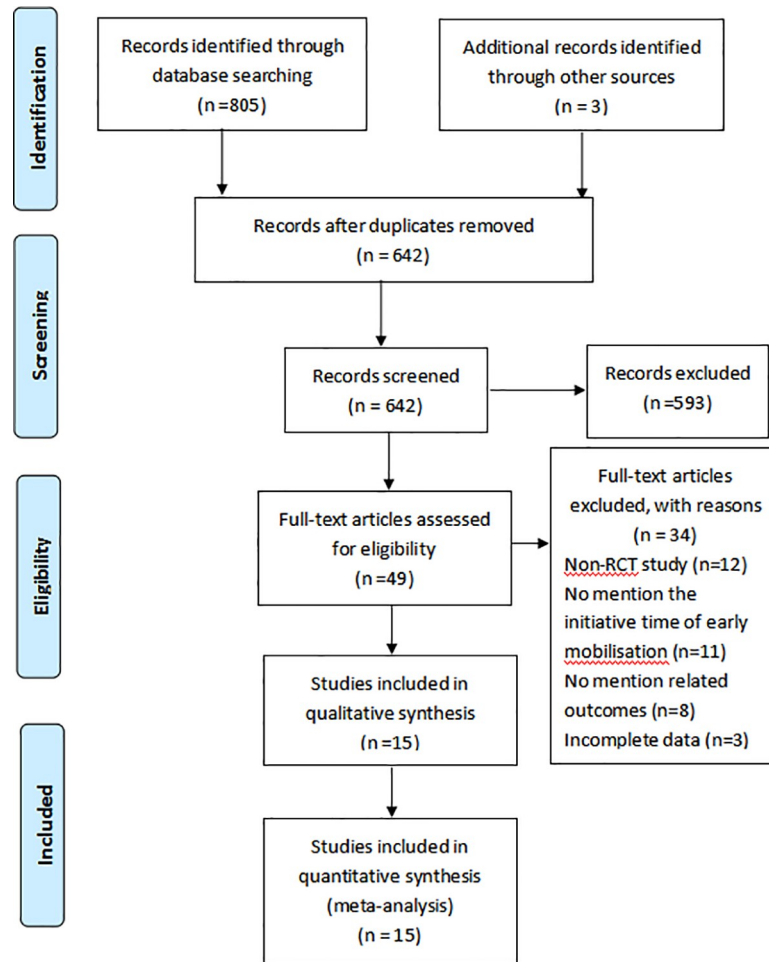 Identification
Records identified through
database searching
(n =805)
Additional records identified
through other sources
(n = 3)
Records after duplicates removed
(n = 642)
Screening
Records screened
(n = 642)
Records excluded
(n =593)
Eligibility
Full-text articles assessed
for eligibility
(n =49)
Full-text articles
excluded, with reasons
(n = 34)
Non-RCT study (n=12)
No mention the
initiative time of early
mobilisation (n=11)
No mention related
outcomes (n=8)
Incomplete data (n=3)
Studies included in
qualitative synthesis
(n =15)
Included
Studies included in
quantitative synthesis
(meta-analysis)
(n = 15)